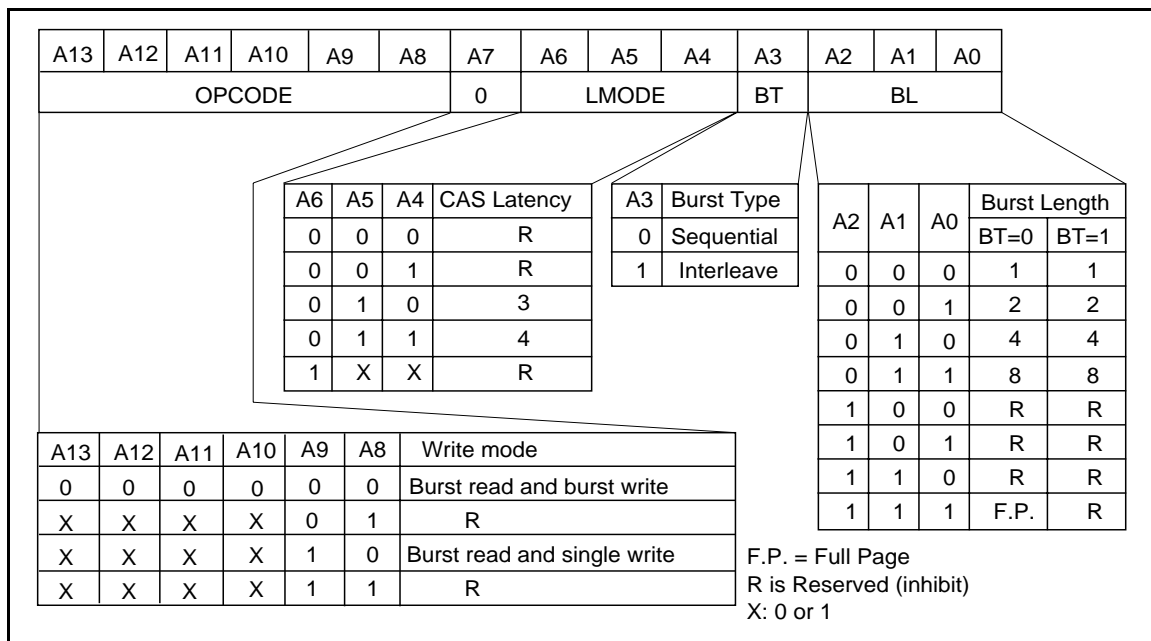 A13 A12 A11 A10 A9 A8 A7 A6 A5 A4 A3 A2 A1 A0
OPCODE 0 LMODE BT BL
A6 A5 A4 CAS Latency
0 0 0 R
0 0 1 R
0 1 0 3
0 1 1 4
1 X X R
A3 Burst Type
0 Sequential
1 Interleave
A2 A1 A0 Burst Length
BT=0 BT=1
0 0 0 1 1
0 0 1 2 2
0 1 0 4 4
0 1 1 8 8
1 0 0 R R
1 0 1 R R
1 1 0 R R
1 1 1 F.P. R
A13 A12 A11 A10 A9 A8 Write mode
0 0 0 0 0 0 Burst read and burst write
X X X X 0 1 R
X X X X 1 0 Burst read and single write
X X X X 1 1 R
F.P. = Full Page
R is Reserved (inhibit)
X: 0 or 1